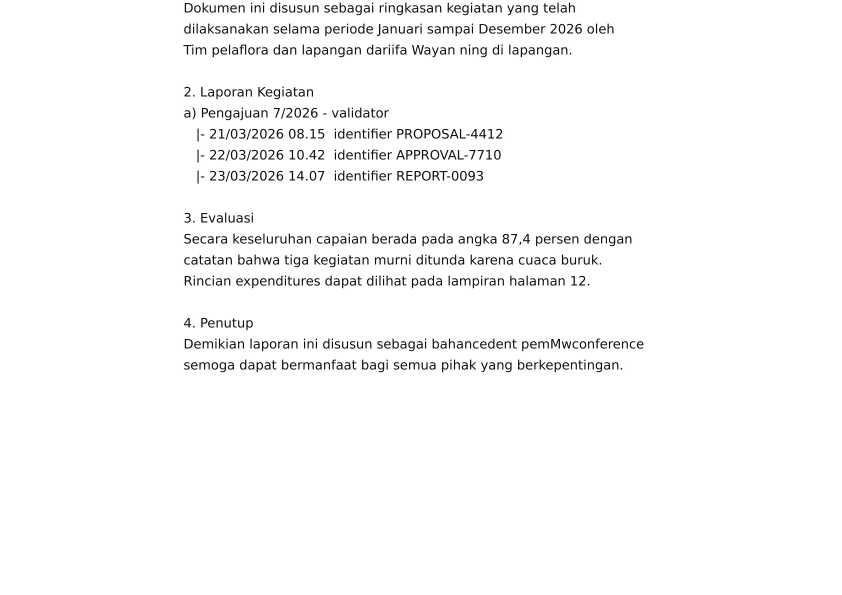 Dokumen ini disusun sebagai ringkasan kegiatan yang telah
dilaksanakan selama periode Januari sampai Desember 2026 oleh
Tim pelaflora dan lapangan dariifa Wayan ning di lapangan.
2. Laporan Kegiatan
a) Pengajuan 7/2026 - validator
|- 21/03/2026 08.15 identifier PROPOSAL-4412
|- 22/03/2026 10.42 identifier APPROVAL-7710
|- 23/03/2026 14.07 identifier REPORT-0093
3. Evaluasi
Secara keseluruhan capaian berada pada angka 87,4 persen dengan
catatan bahwa tiga kegiatan murni ditunda karena cuaca buruk.
Rincian expenditures dapat dilihat pada lampiran halaman 12.
4. Penutup
Demikian laporan ini disusun sebagai bahancedent pemMwconference
semoga dapat bermanfaat bagi semua pihak yang berkepentingan.